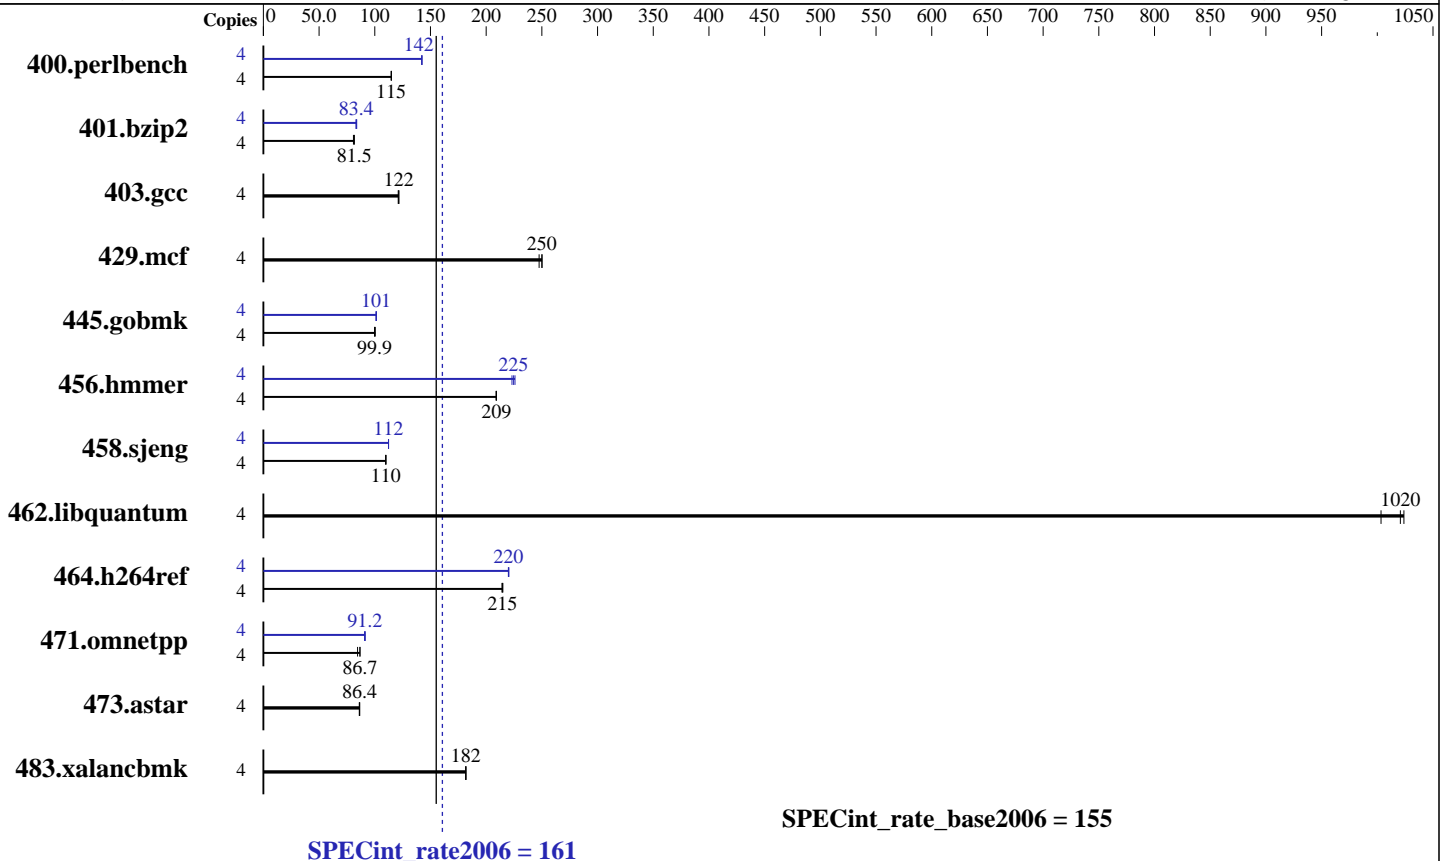 Copies 0 50.0 100 150 200 250 300 350 400 450 500 550 600 650 700 750 800 850 900 950 1050
400.perlbench 4 142
4 115
401.bzip2 4 83.4
4 81.5
403.gcc 4 122
429.mcf 4 250
445.gobmk 4 101
4 99.9
456.hmmer 4 225
4 209
458.sjeng 4 112
4 110
462.libquantum 4 1020
464.h264ref 4 220
4 215
471.omnetpp 4 91.2
4 86.7
473.astar 4 86.4
483.xalancbmk 4 182
SPECint_rate_base2006 = 155
SPECint_rate2006 = 161